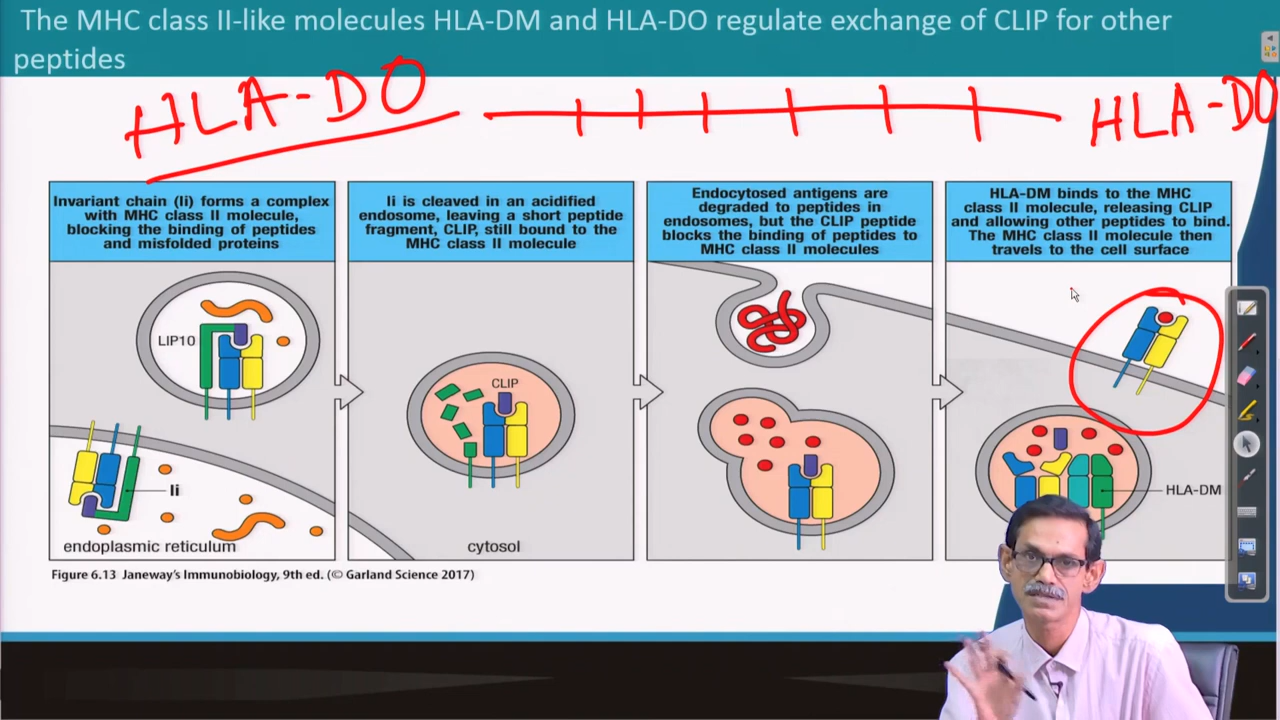 The MHC class II-like molecules HLA-DM and HLA-DO regulate exchange of CLIP for other
peptides
HLA-DO
HLA-DO
Invariant chain (Ii) forms a complex
with MHC class II molecule,
blocking the binding of peptides
and misfolded proteins
Ii is cleaved in an acidified
endosome, leaving a short peptide
fragment, CLIP, still bound to the
MHC class II molecule
Endocytosed antigens are
degraded to peptides in
endosomes, but the CLIP peptide
blocks the binding of peptides to
MHC class II molecules
HLA-DM binds to the MHC
class II molecule, releasing CLIP
and allowing other peptides to bind.
The MHC class II molecule then
travels to the cell surface
LIP10
Ii
endoplasmic reticulum
CLIP
cytosol
HLA-DM
Figure 6.13 Janeway's Immunobiology, 9th ed. (© Garland Science 2017)